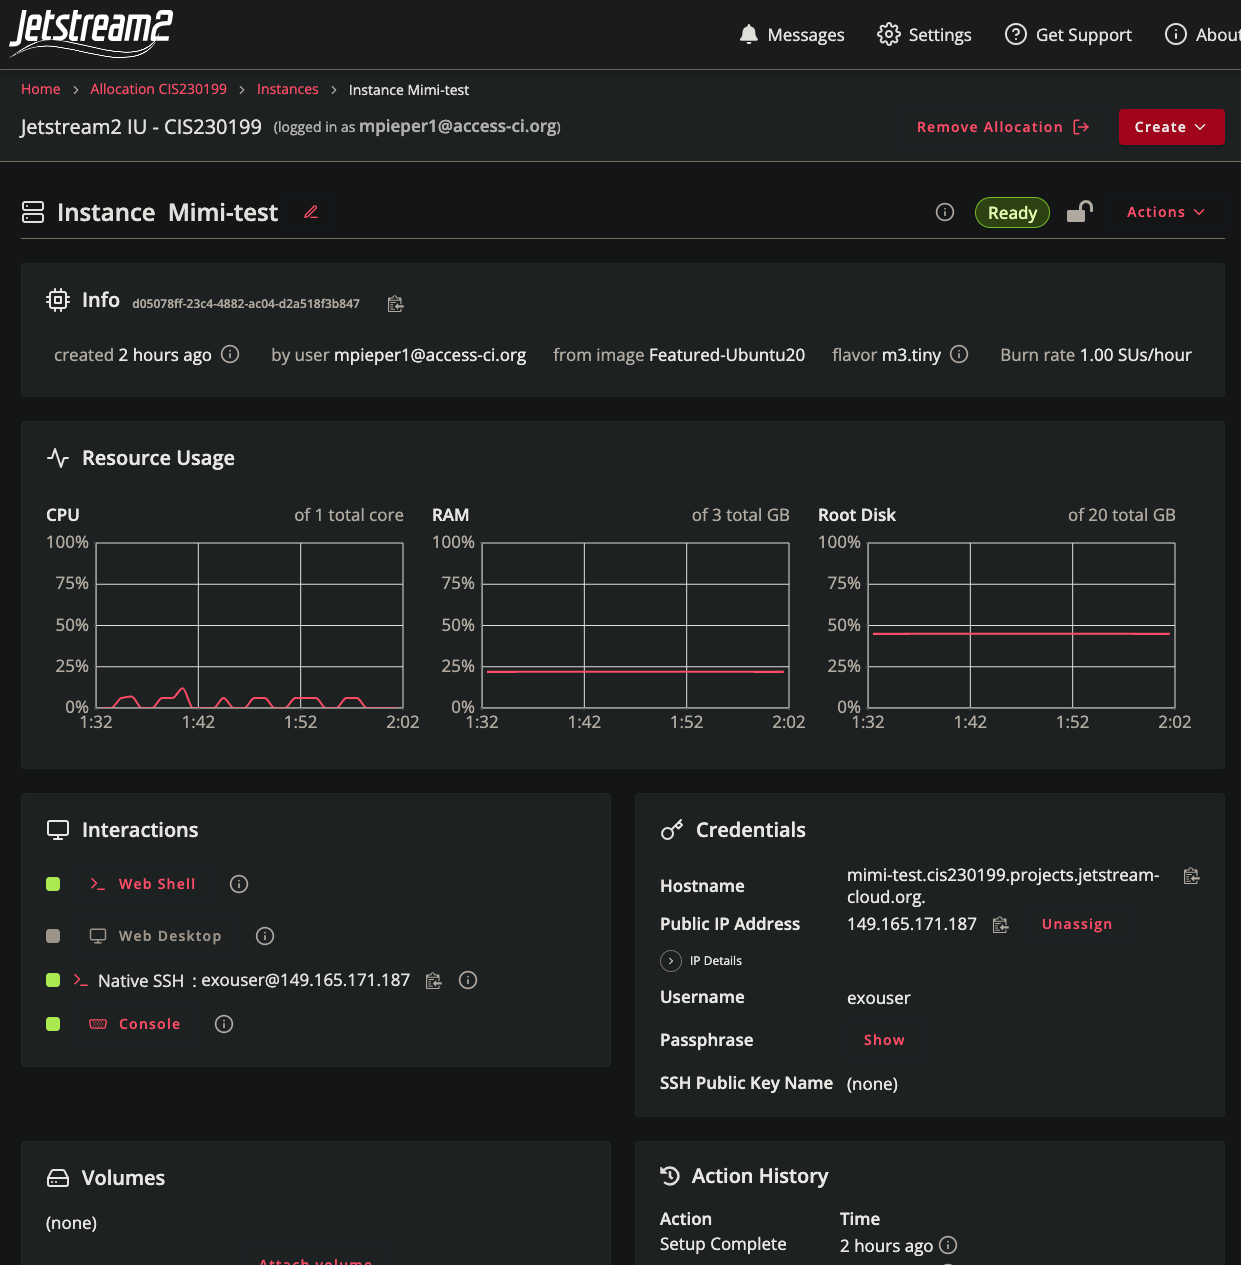 Jetstream2
Messages Settings Get Support About
Home > Allocation CIS230199 > Instances > Instance Mimi-test
Jetstream2 IU - CIS230199 (logged in as mpieper1@access-ci.org)
Remove Allocation Create
Instance Mimi-test
Ready Actions
Info d05078ff-23c4-4882-ac04-d2a518f3b847
created 2 hours ago by user mpieper1@access-ci.org from image Featured-Ubuntu20 flavor m3.tiny Burn rate 1.00 SUs/hour
Resource Usage
CPU of 1 total core
100%
75%
50%
25%
0%
1:32 1:42 1:52 2:02
RAM of 3 total GB
100%
75%
50%
25%
0%
1:32 1:42 1:52 2:02
Root Disk of 20 total GB
100%
75%
50%
25%
0%
1:32 1:42 1:52 2:02
Interactions
Web Shell
Web Desktop
Native SSH : exouser@149.165.171.187
Console
Credentials
Hostname mimi-test.cis230199.projects.jetstream-
cloud.org.
Public IP Address 149.165.171.187 Unassign
IP Details
Username exouser
Passphrase Show
SSH Public Key Name (none)
Volumes
(none)
Attach volume
Action History
Action Time
Setup Complete 2 hours ago